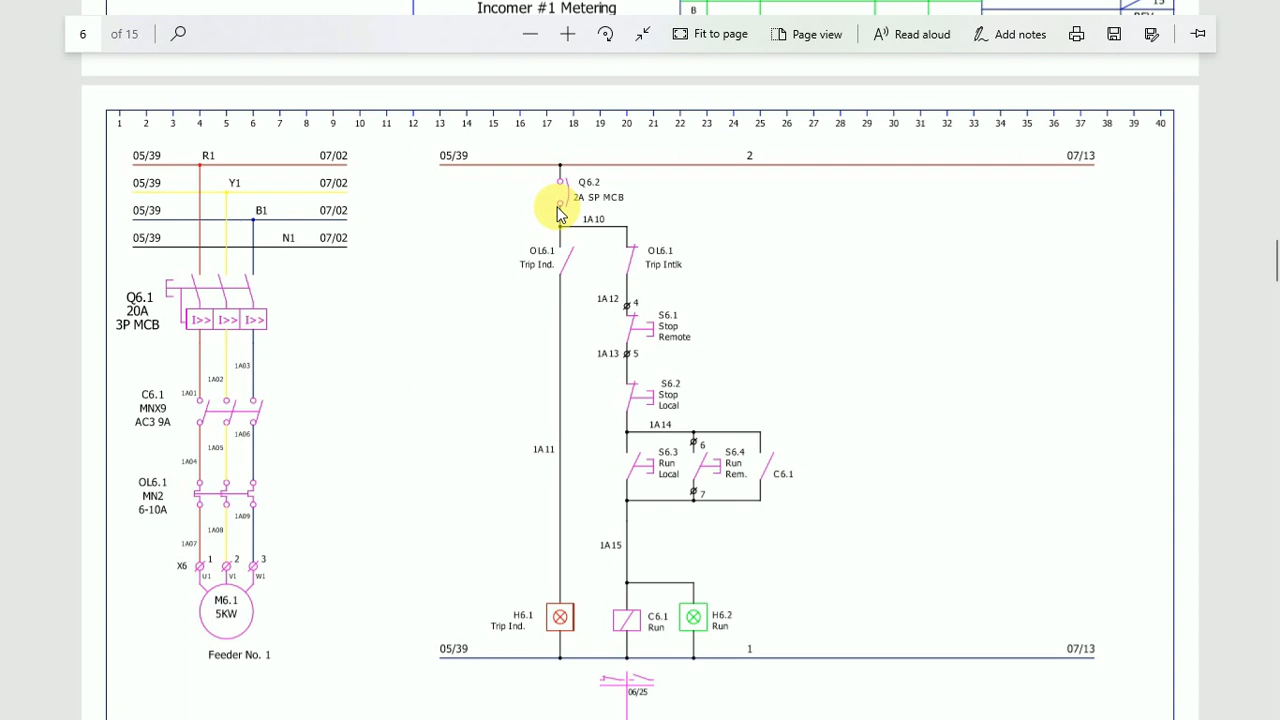 Incomer #1 Metering
B
15
6 of 15
Fit to page
Page view
Read aloud
Add notes
1 2 3 4 5 6 7 8 9 10 11 12 13 14 15 16 17 18 19 20 21 22 23 24 25 26 27 28 29 30 31 32 33 34 35 36 37 38 39 40
05/39 R1 07/02
05/39 Y1 07/02
05/39 B1 07/02
05/39 N1 07/02
Q6.1
20A
3P MCB
I>> I>> I>>
1A03
1A02
1A01
C6.1
MNX9
AC3 9A
1A06
1A05
1A04
OL6.1
MN2
6-10A
1A09
1A08
1A07
X6 1 2 3
U1 V1 W1
M6.1
5KW
Feeder No. 1
05/39 2 07/13
Q6.2
2A SP MCB
1A10
OL6.1
Trip Ind.
OL6.1
Trip Intlk
1A12 4
S6.1
Stop
Remote
1A13 5
S6.2
Stop
Local
1A14
6
1A11
S6.3
Run
Local
S6.4
Run
Rem.
C6.1
7
1A15
H6.1
Trip Ind.
C6.1
Run
H6.2
Run
05/39 1 07/13
06/25